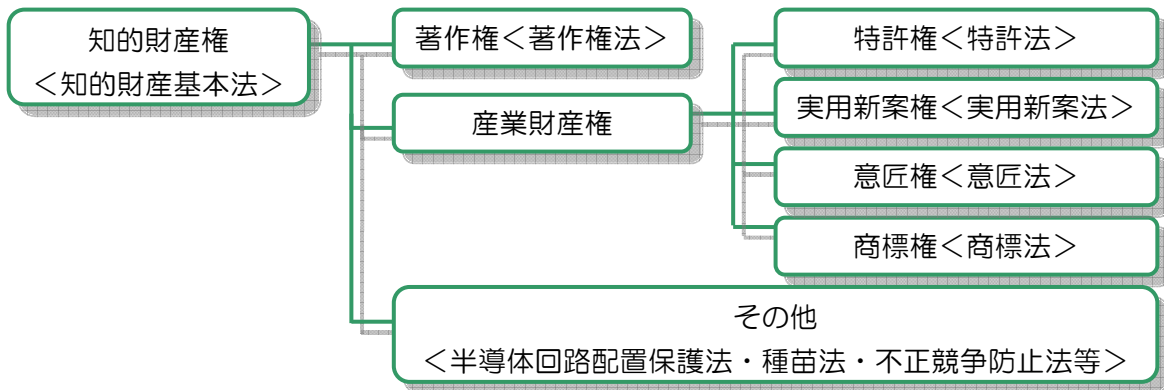 知的財産権
＜知的財産基本法＞
著作権＜著作権法＞
産業財産権
特許権＜特許法＞
実用新案権＜実用新案法＞
意匠権＜意匠法＞
商標権＜商標法＞
その他
＜半導体回路配置保護法・種苗法・不正競争防止法等＞